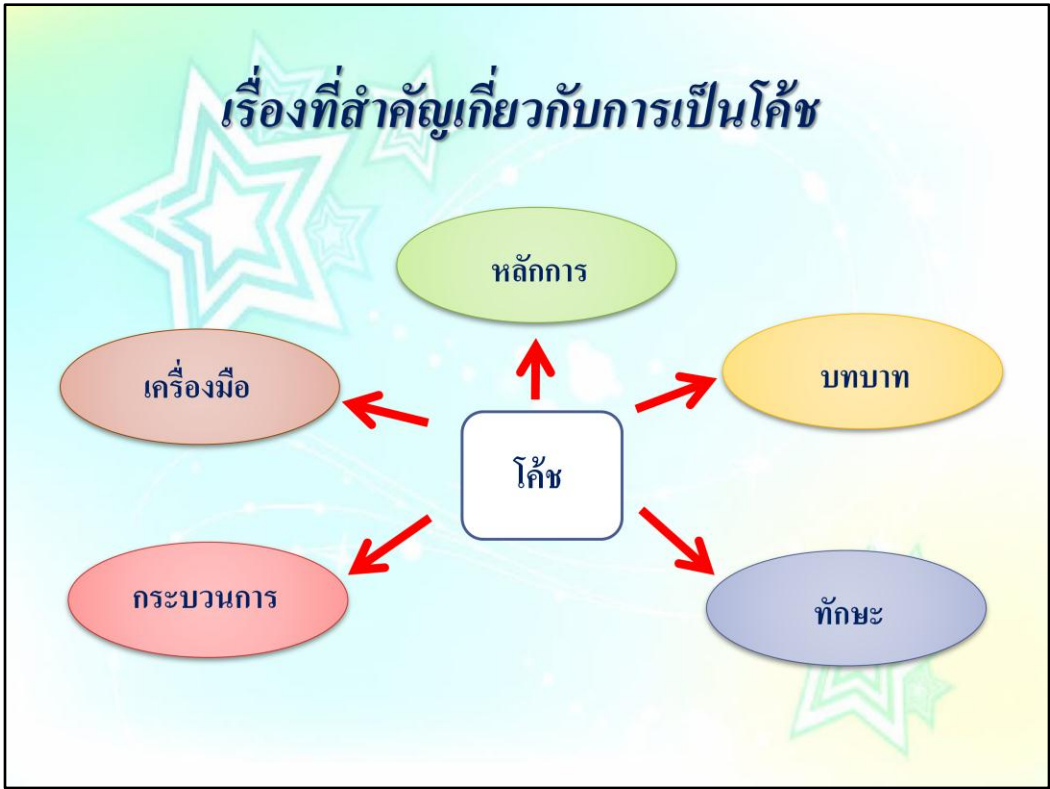 เรื่องที่สำคัญเกี่ยวกับการเป็นโค้ช
หลักการ
เครื่องมือ
บทบาท
โค้ช
กระบวนการ
ทักษะ